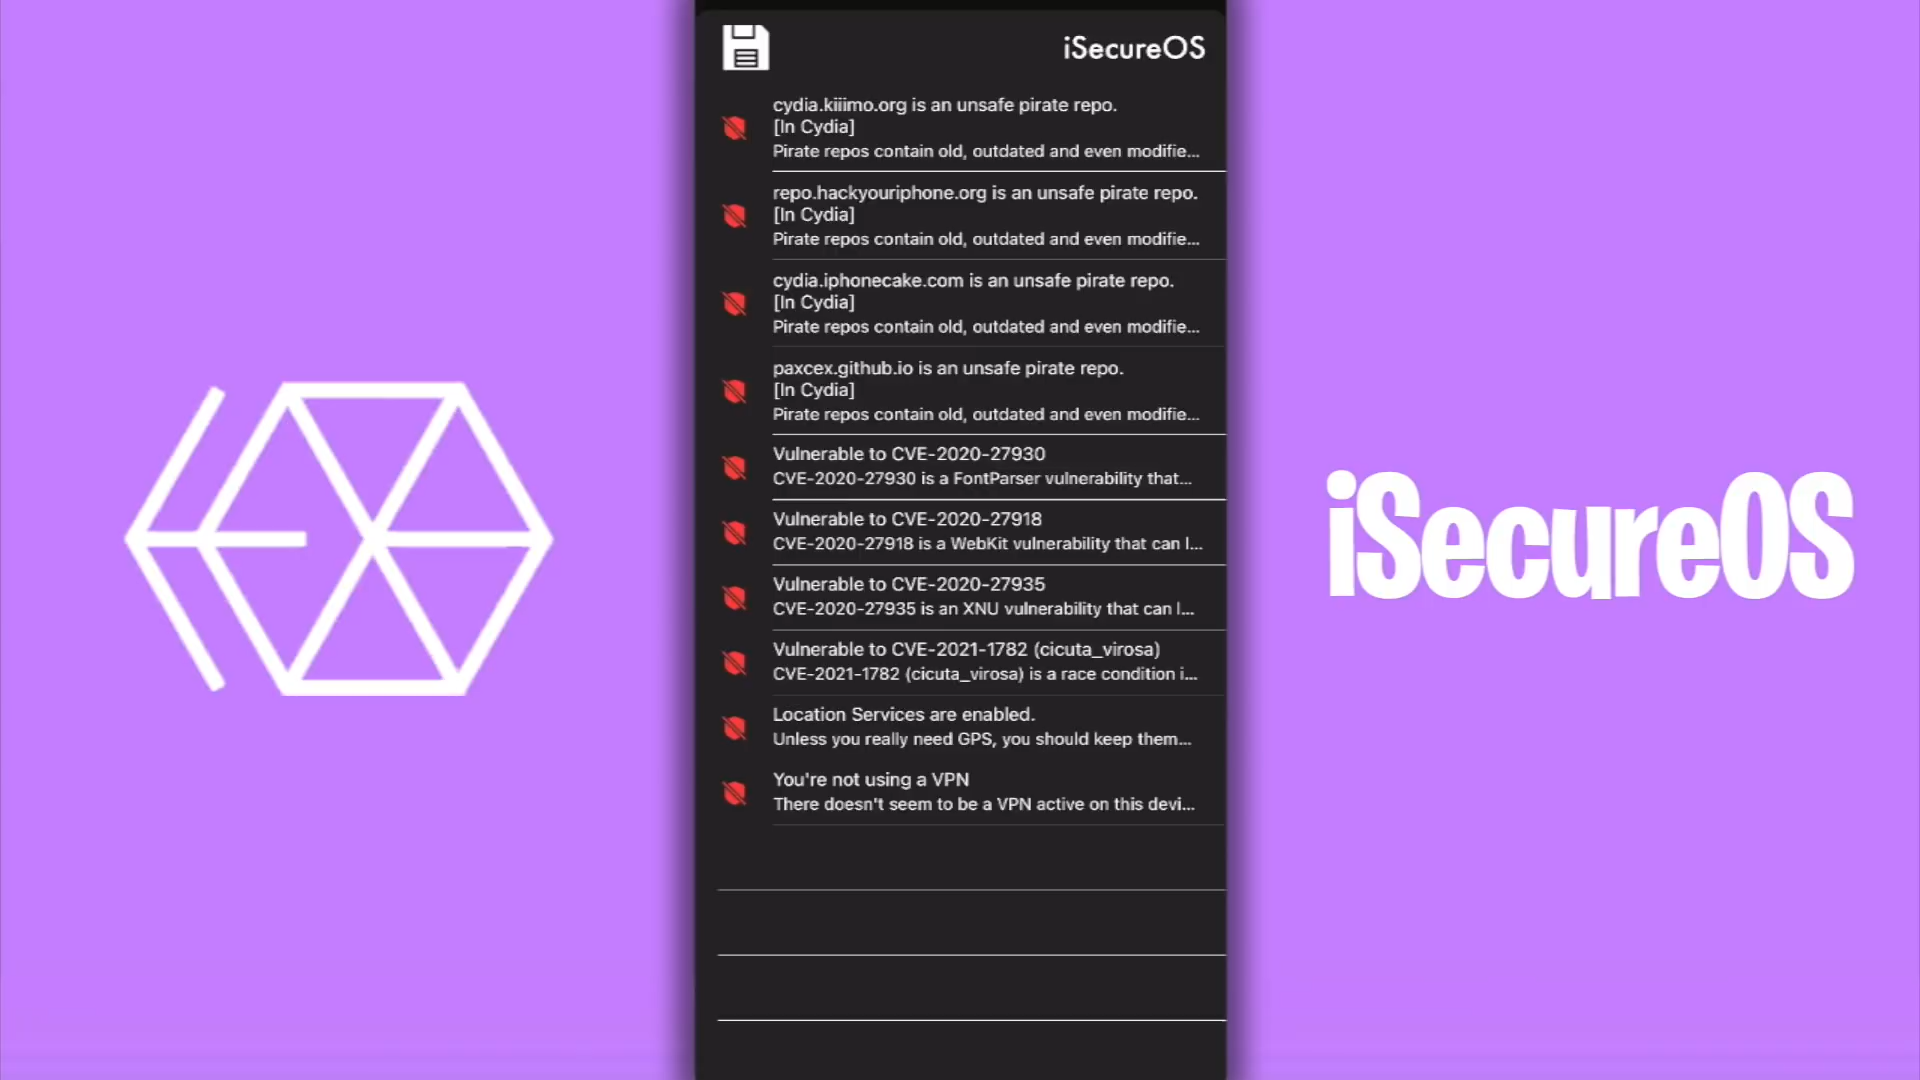 iSecureOS
cydia.kiiimo.org is an unsafe pirate repo.
[In Cydia]
Pirate repos contain old, outdated and even modifie...
repo.hackyouriphone.org is an unsafe pirate repo.
[In Cydia]
Pirate repos contain old, outdated and even modifie...
cydia.iphonecake.com is an unsafe pirate repo.
[In Cydia]
Pirate repos contain old, outdated and even modifie...
paxcex.github.io is an unsafe pirate repo.
[In Cydia]
Pirate repos contain old, outdated and even modifie...
Vulnerable to CVE-2020-27930
CVE-2020-27930 is a FontParser vulnerability that...
Vulnerable to CVE-2020-27918
CVE-2020-27918 is a WebKit vulnerability that can l...
Vulnerable to CVE-2020-27935
CVE-2020-27935 is an XNU vulnerability that can l...
Vulnerable to CVE-2021-1782 (cicuta_virosa)
CVE-2021-1782 (cicuta_virosa) is a race condition i...
Location Services are enabled.
Unless you really need GPS, you should keep them...
You're not using a VPN
There doesn't seem to be a VPN active on this devi...
iSecureOS